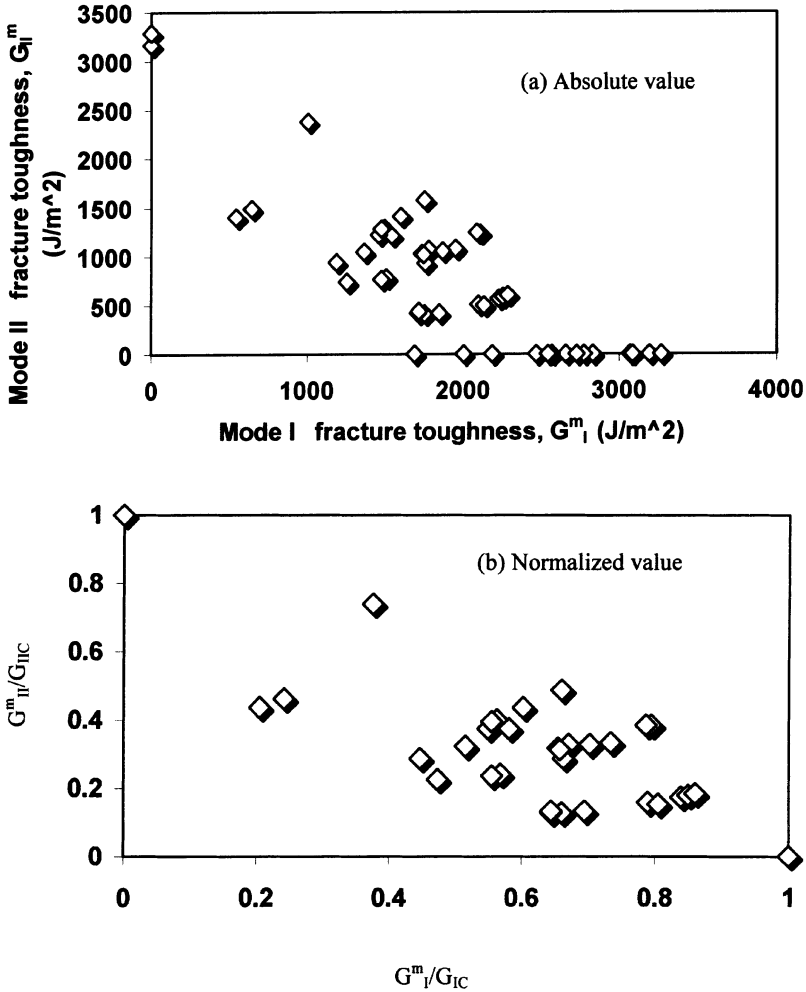 3500
3000
2500
2000
1500
1000
500
0
Mode II fracture toughness, G_II^m
(J/m^2)
(a) Absolute value
0 1000 2000 3000 4000
Mode I fracture toughness, G^m_I (J/m^2)
1
0.8
0.6
0.4
0.2
0
G^m_II/G_IIC
(b) Normalized value
0 0.2 0.4 0.6 0.8 1
G^m_I/G_IC